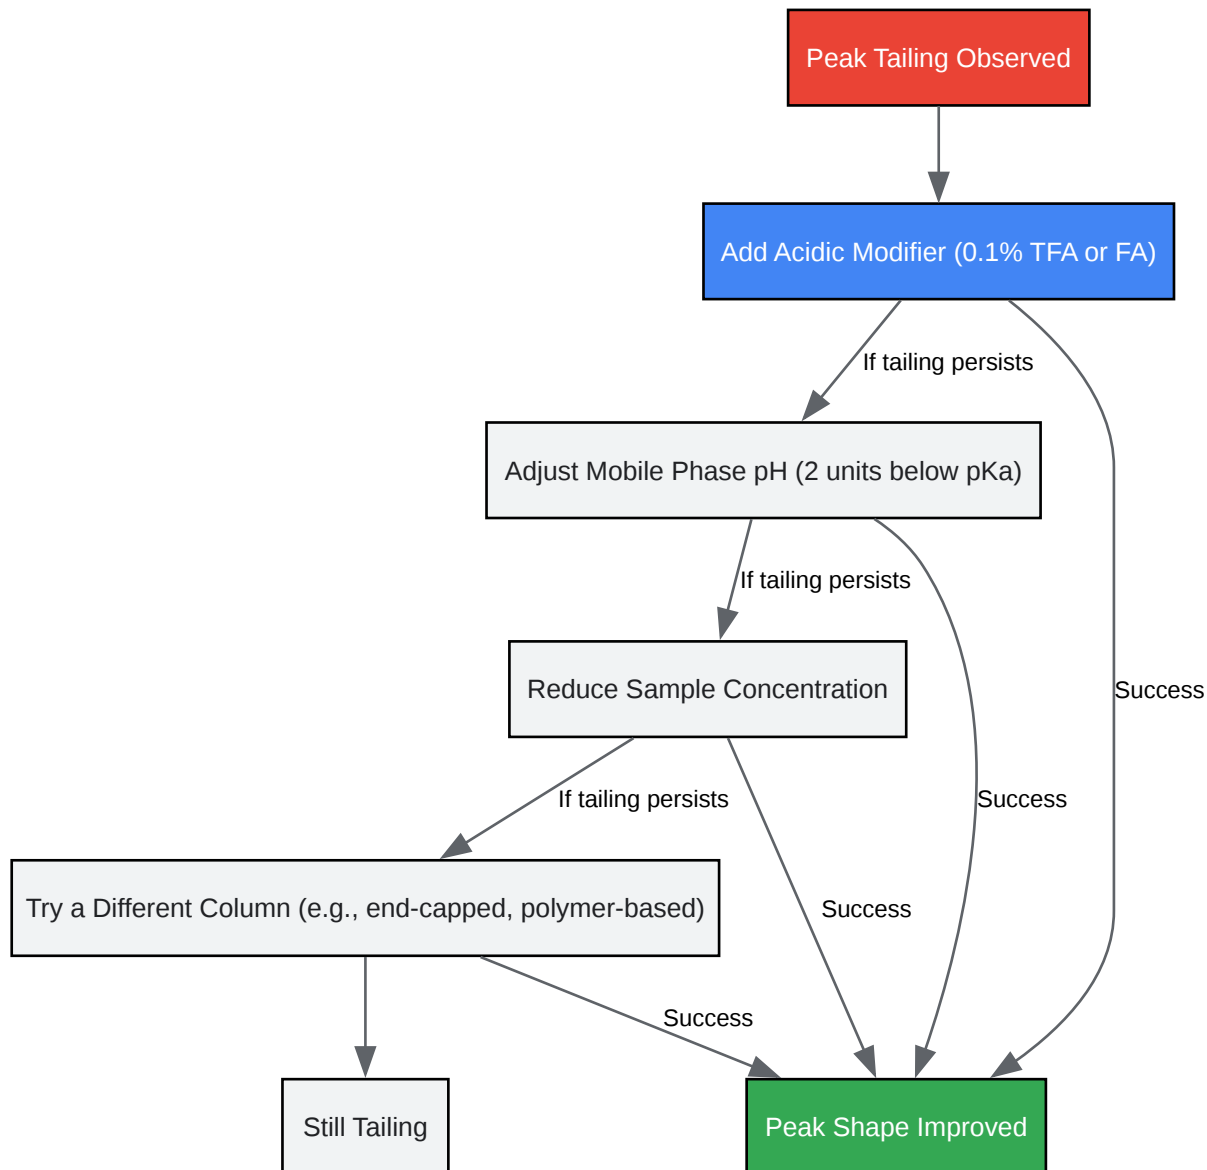 Peak Tailing Observed
Add Acidic Modifier (0.1% TFA or FA)
If tailing persists
Adjust Mobile Phase pH (2 units below pKa)
If tailing persists
Reduce Sample Concentration
Success
If tailing persists
Success
Try a Different Column (e.g., end-capped, polymer-based)
Success
Success
Still Tailing
Peak Shape Improved